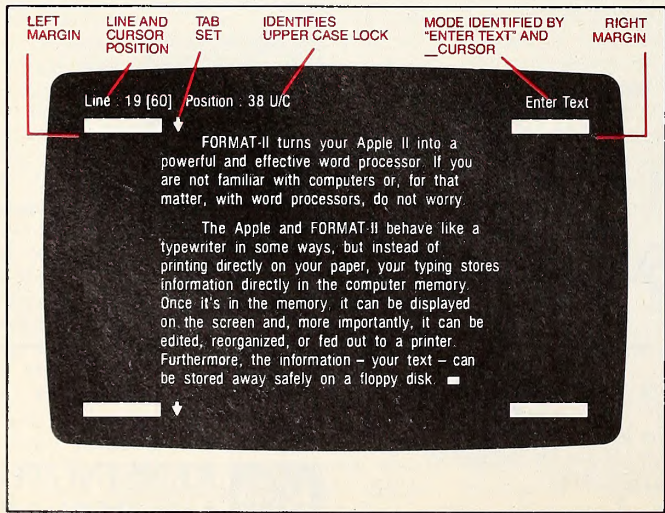 LEFT MARGIN
LINE AND CURSOR POSITION
TAB SET
IDENTIFIES UPPER CASE LOCK
MODE IDENTIFIED BY "ENTER TEXT" AND _CURSOR
RIGHT MARGIN
Line : 19 [60] Position : 38 U/C Enter Text
FORMAT-II turns your Apple II into a
powerful and effective word processor. If you
are not familiar with computers or, for that
matter, with word processors, do not worry.
The Apple and FORMAT-II behave like a
typewriter in some ways, but instead of
printing directly on your paper, your typing stores
information directly in the computer memory.
Once it's in the memory, it can be displayed
on the screen and, more importantly, it can be
edited, reorganized, or fed out to a printer.
Furthermore, the information – your text – can
be stored away safely on a floppy disk.